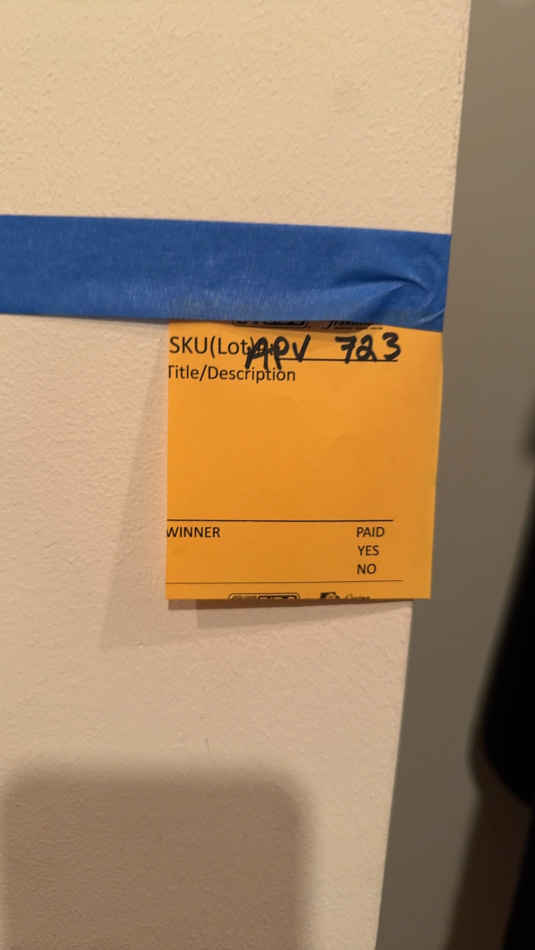 SKU(Lot)# APV 723
Title/Description
WINNER PAID
YES
NO